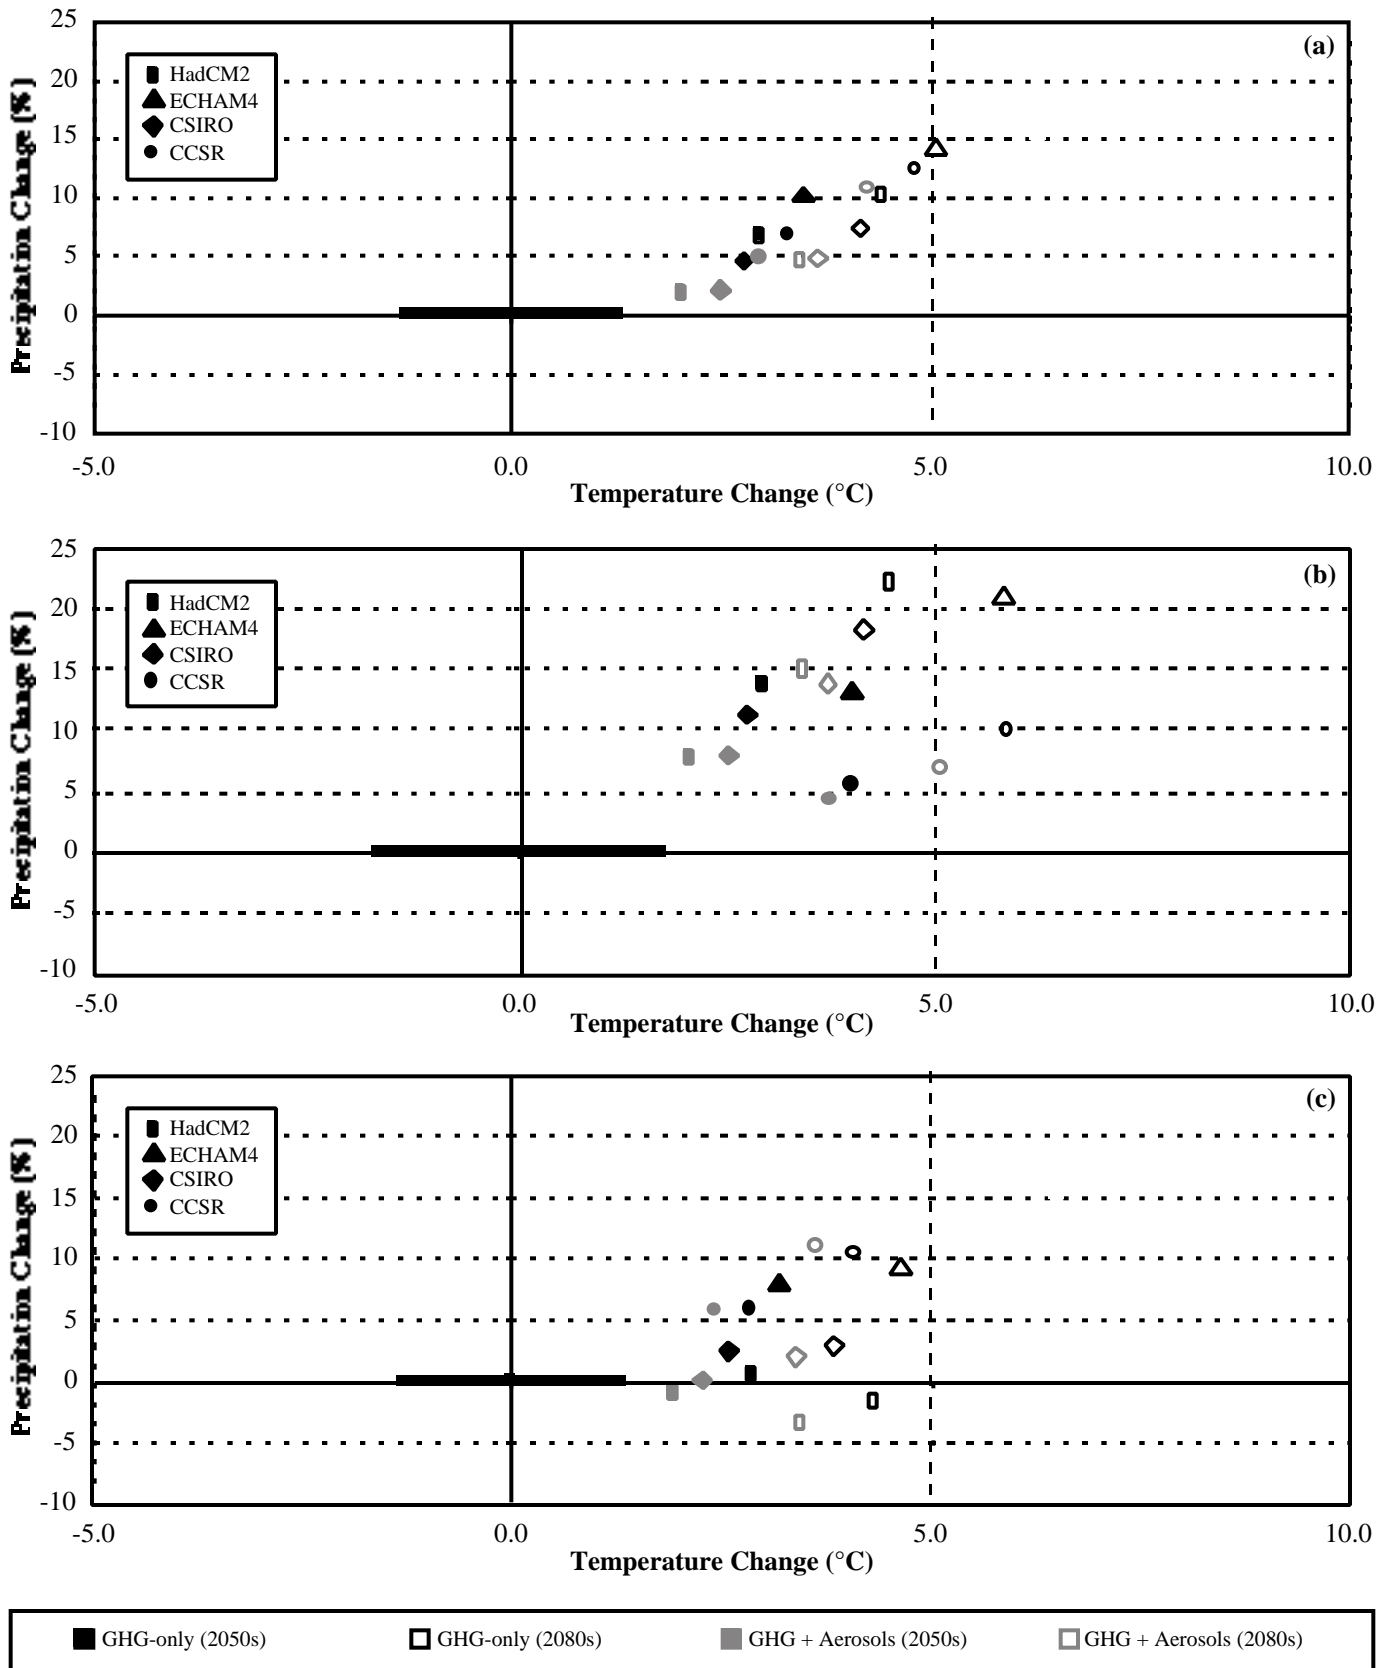 25
(a)
HadCM2
20
ECHAM4
15
CSIRO
CCSR
10
5
0
-5
-10
Precipitation Change (%)
-5.0 0.0 5.0 10.0
Temperature Change (°C)
25
(b)
HadCM2
20
ECHAM4
15
CSIRO
CCSR
10
5
0
-5
-10
Precipitation Change (%)
-5.0 0.0 5.0 10.0
Temperature Change (°C)
25
(c)
HadCM2
20
ECHAM4
15
CSIRO
CCSR
10
5
0
-5
-10
Precipitation Change (%)
-5.0 0.0 5.0 10.0
Temperature Change (°C)
GHG-only (2050s) GHG-only (2080s) GHG + Aerosols (2050s) GHG + Aerosols (2080s)